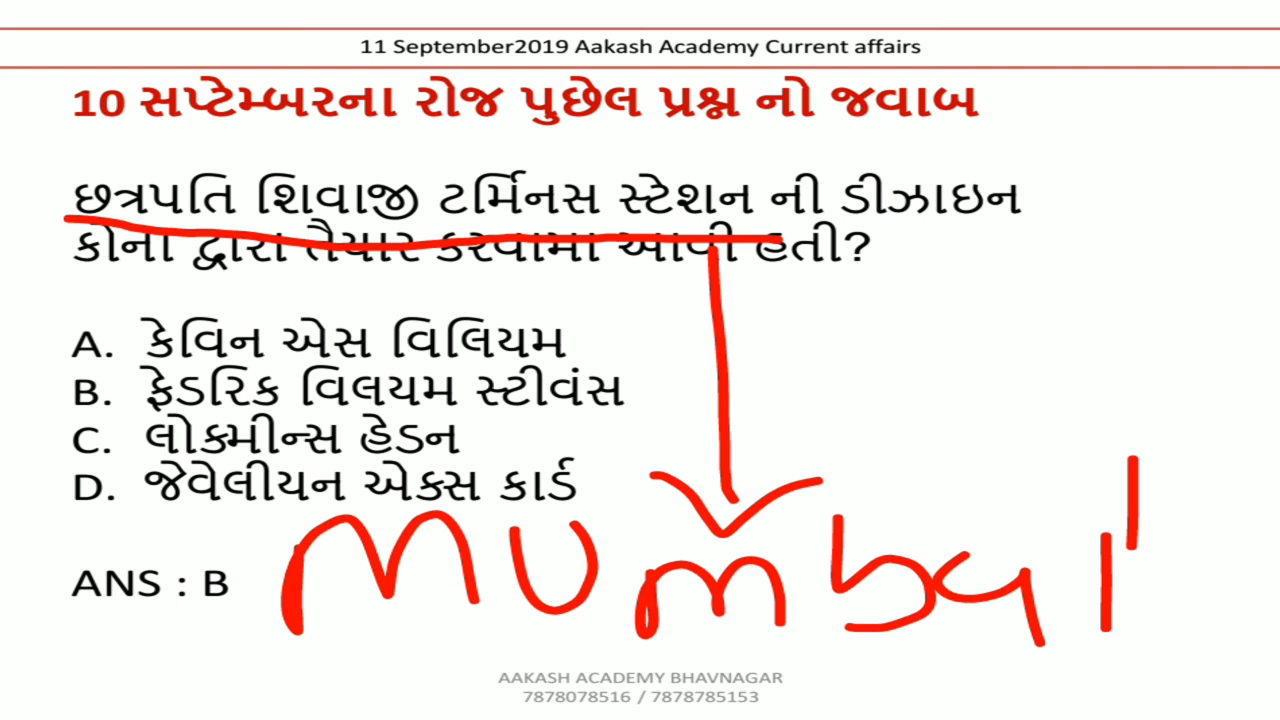 11 September2019 Aakash Academy Current affairs
10 સપ્ટેમ્બરના રોજ પુછેલ પ્રશ્ન નો જવાબ
છત્રપતિ શિવાજી ટર્મિનસ સ્ટેશન ની ડીઝાઇન
કોના દ્વારા તૈયાર કરવામા આવી હતી?
A. કેવિન એસ વિલિયમ
B. ફ્રેડરિક વિલયમ સ્ટીવંસ
C. લોકમીન્સ હેડન
D. જેવેલીયન એક્સ કાર્ડ
ANS : B
mumbai
AAKASH ACADEMY BHAVNAGAR
7878078516 / 7878785153